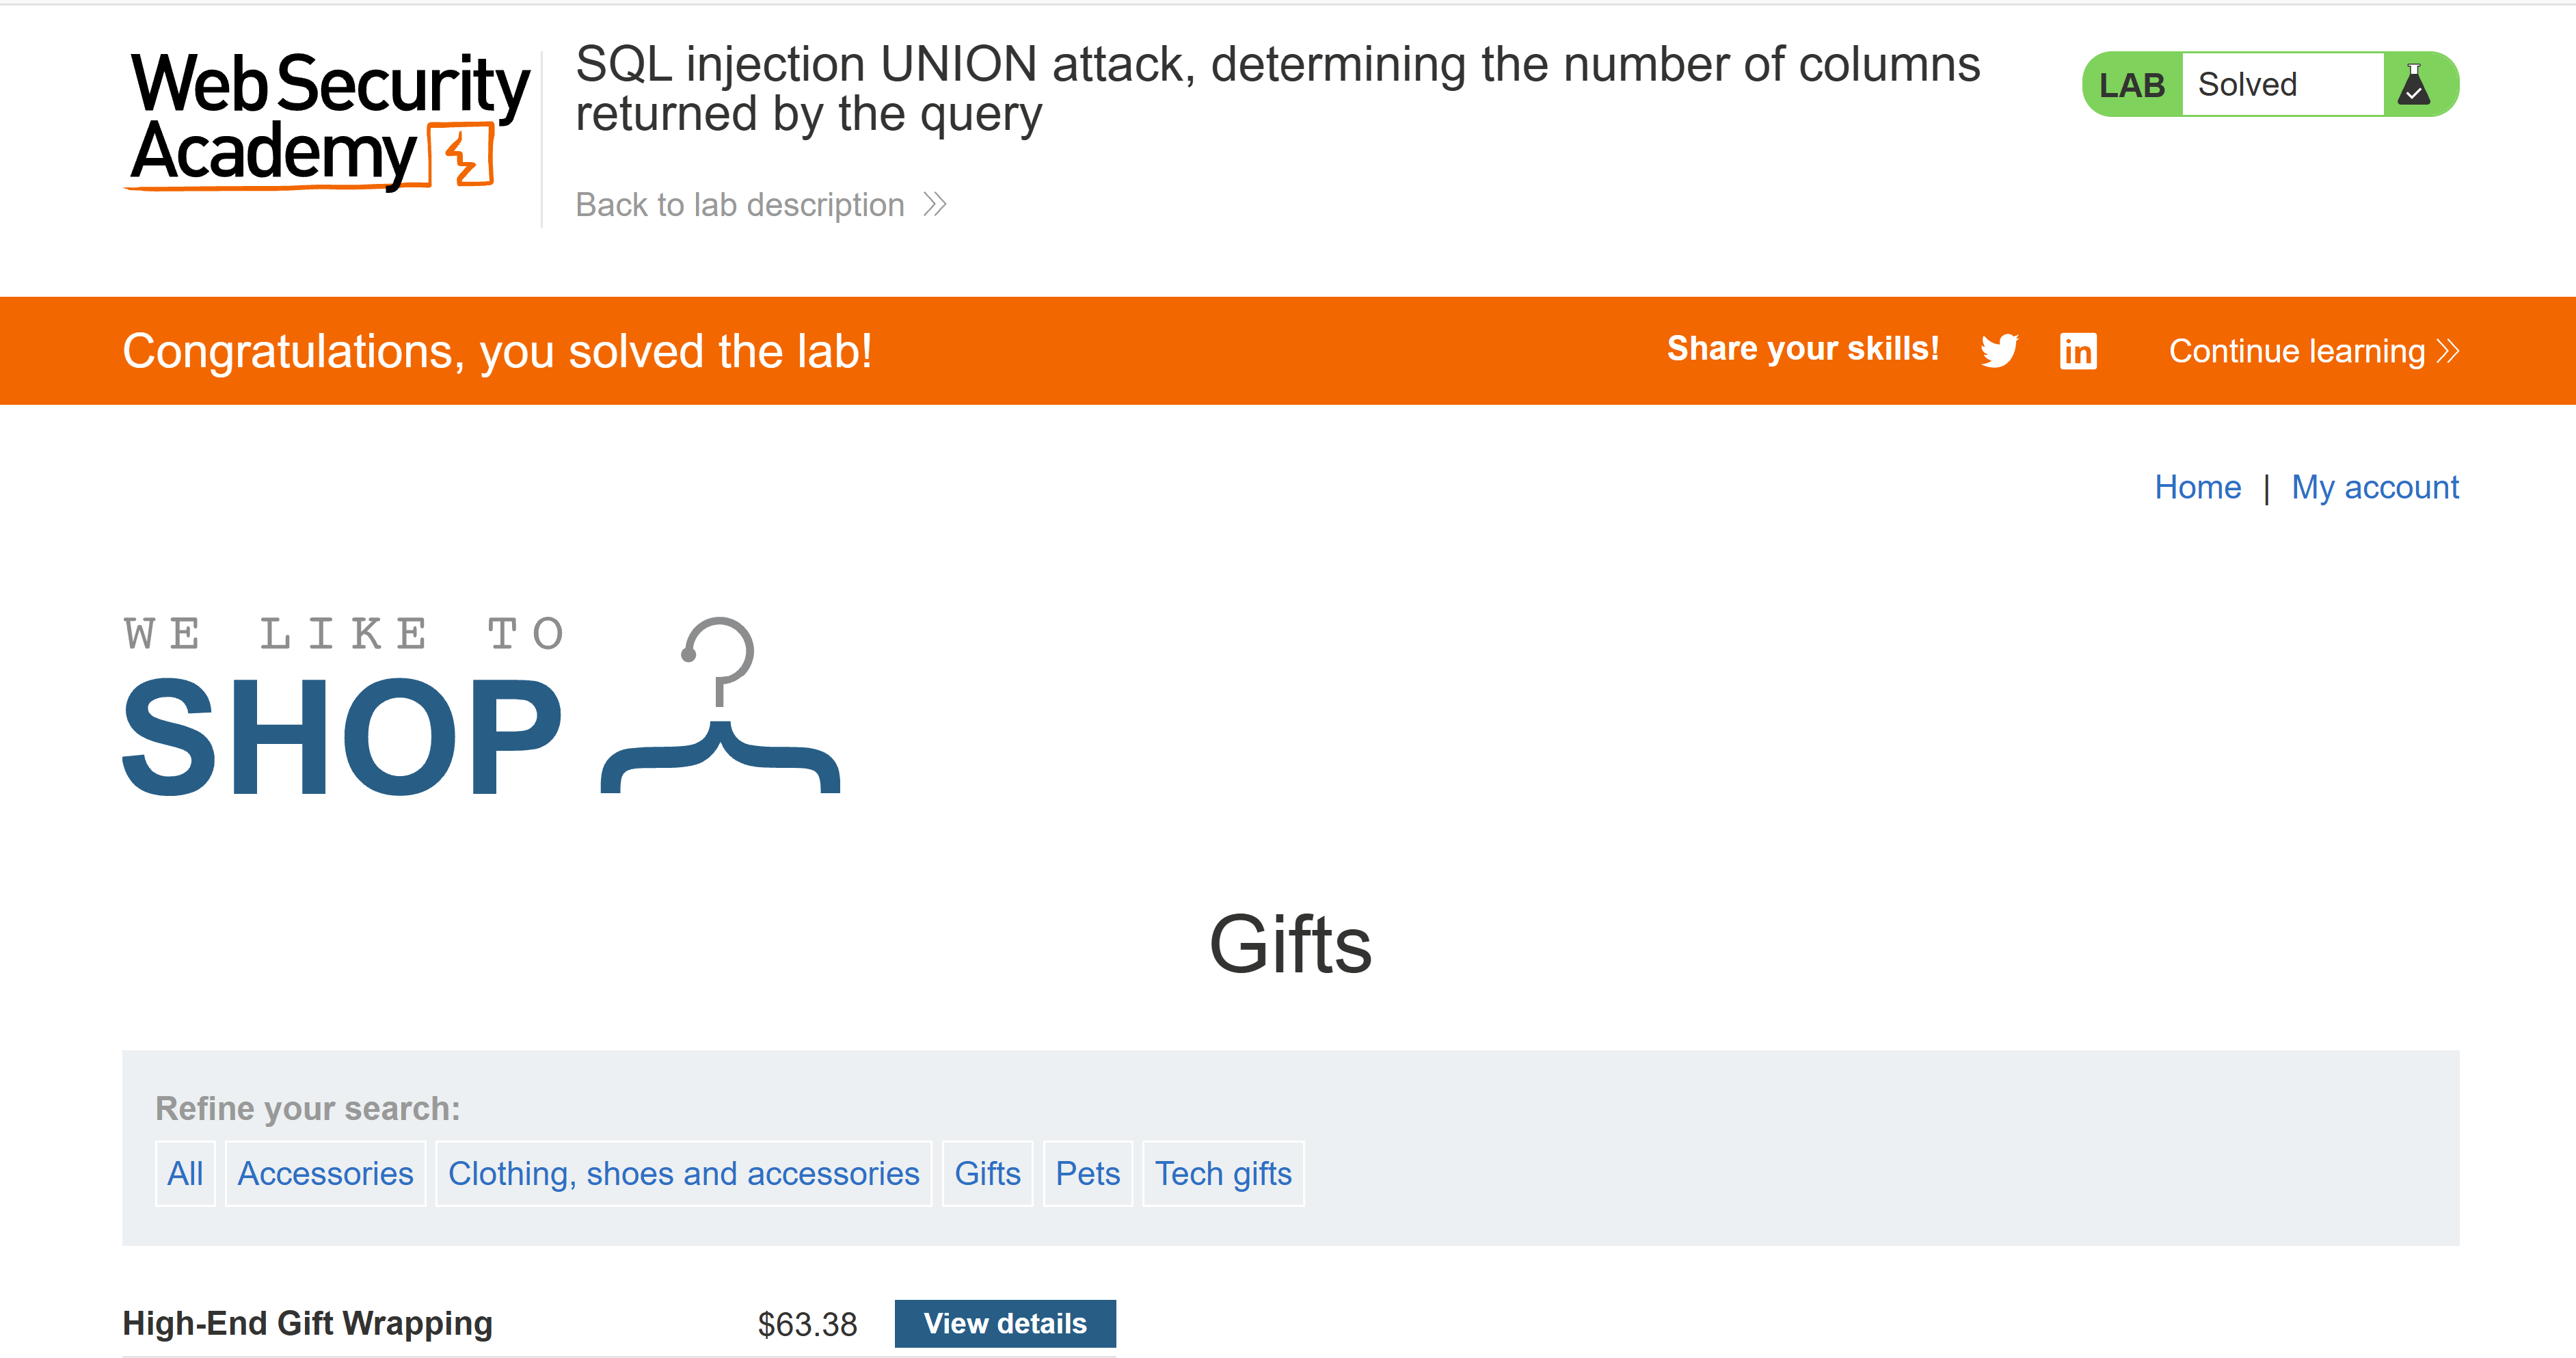 Web Security
Academy
SQL injection UNION attack, determining the number of columns
returned by the query
Back to lab description
LAB Solved
Congratulations, you solved the lab!
Share your skills!
in
Continue learning
Home | My account
WE LIKE TO
SHOP
Gifts
Refine your search:
All Accessories Clothing, shoes and accessories Gifts Pets Tech gifts
High-End Gift Wrapping $63.38 View details